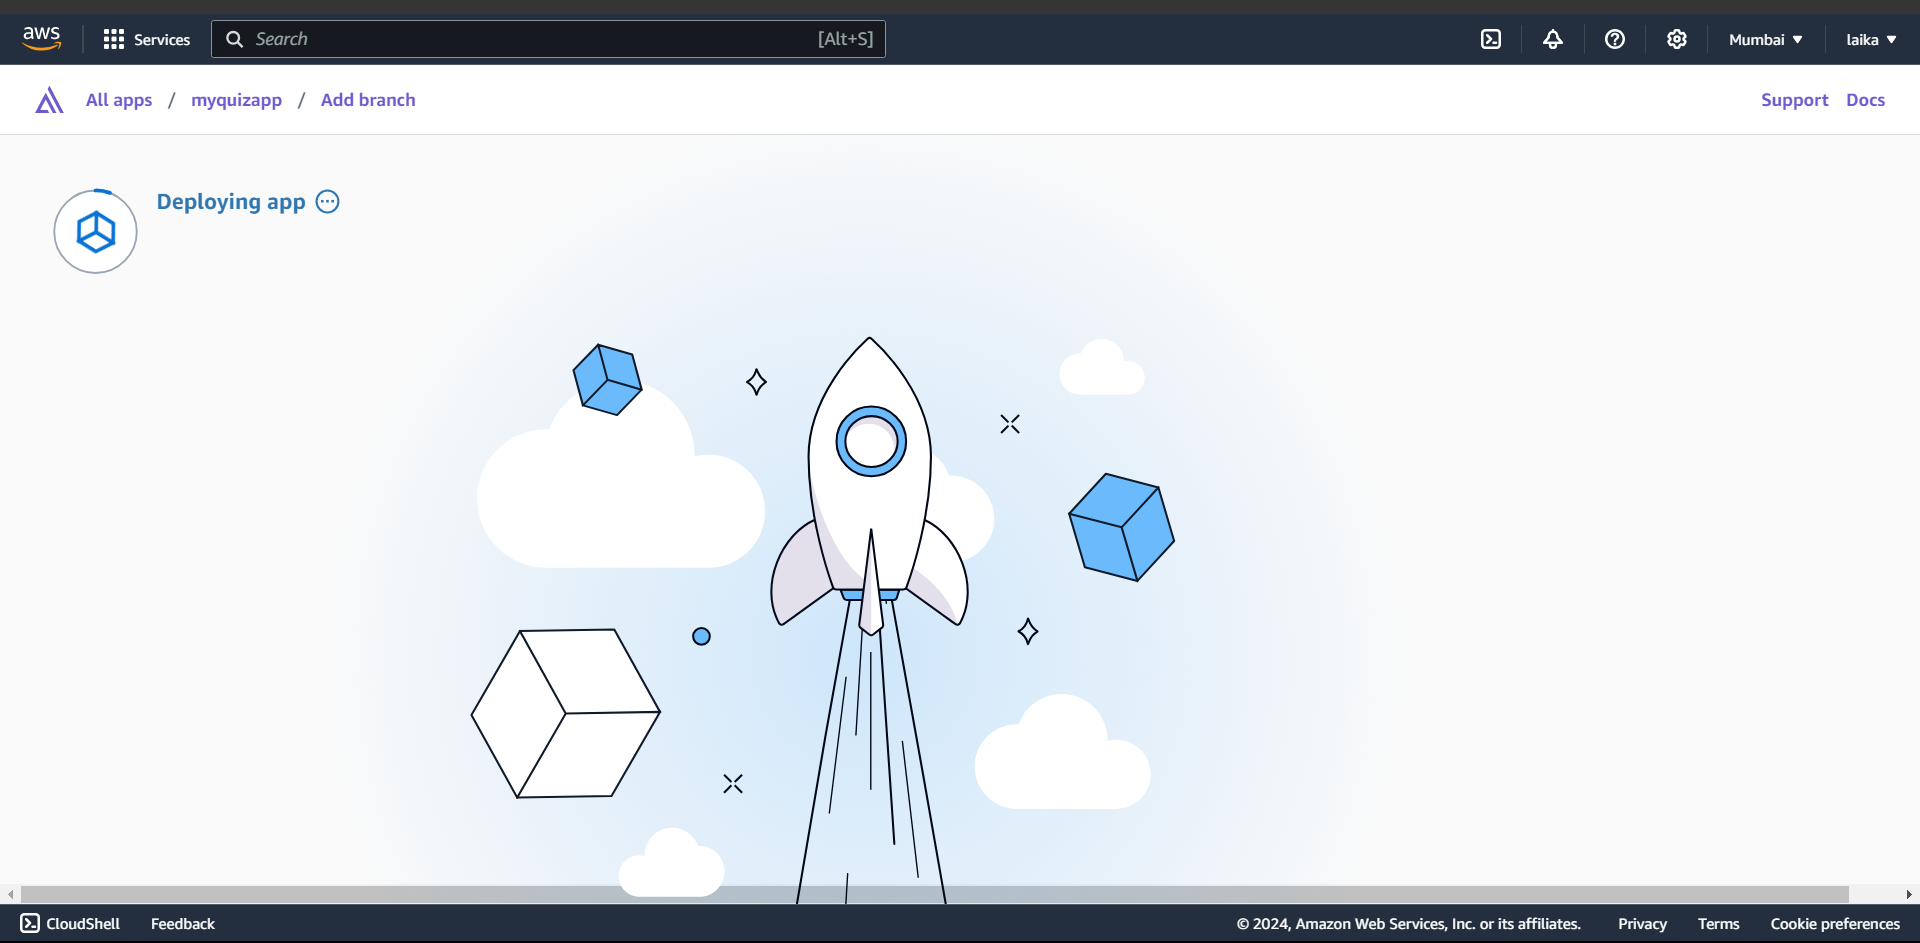 aws Services Search [Alt+S] Mumbai laika
All apps / myquizapp / Add branch Support Docs
Deploying app
CloudShell Feedback © 2024, Amazon Web Services, Inc. or its affiliates. Privacy Terms Cookie preferences